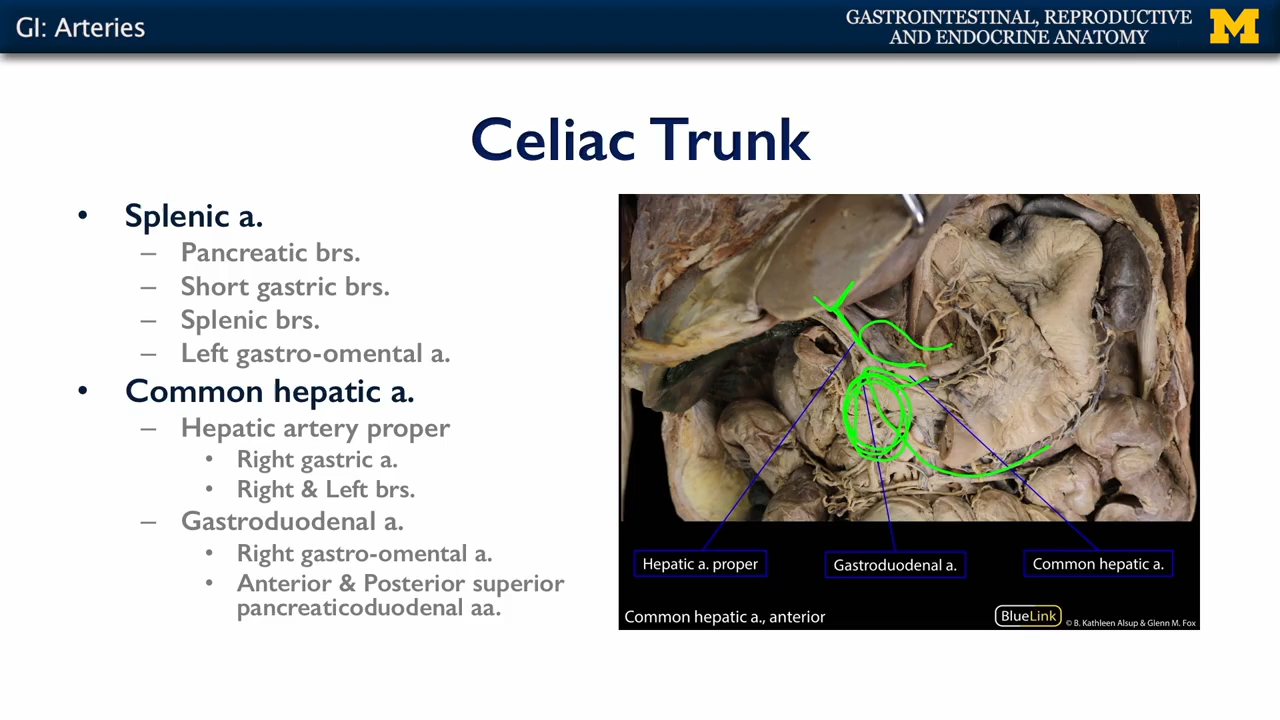 GI: Arteries
GASTROINTESTINAL, REPRODUCTIVE
AND ENDOCRINE ANATOMY
M
Celiac Trunk
• Splenic a.
– Pancreatic brs.
– Short gastric brs.
– Splenic brs.
– Left gastro-omental a.
• Common hepatic a.
– Hepatic artery proper
• Right gastric a.
• Right & Left brs.
– Gastroduodenal a.
• Right gastro-omental a.
• Anterior & Posterior superior
pancreaticoduodenal aa.
Hepatic a. proper
Gastroduodenal a.
Common hepatic a.
Common hepatic a., anterior
BlueLink
© B. Kathleen Alsup & Glenn M. Fox